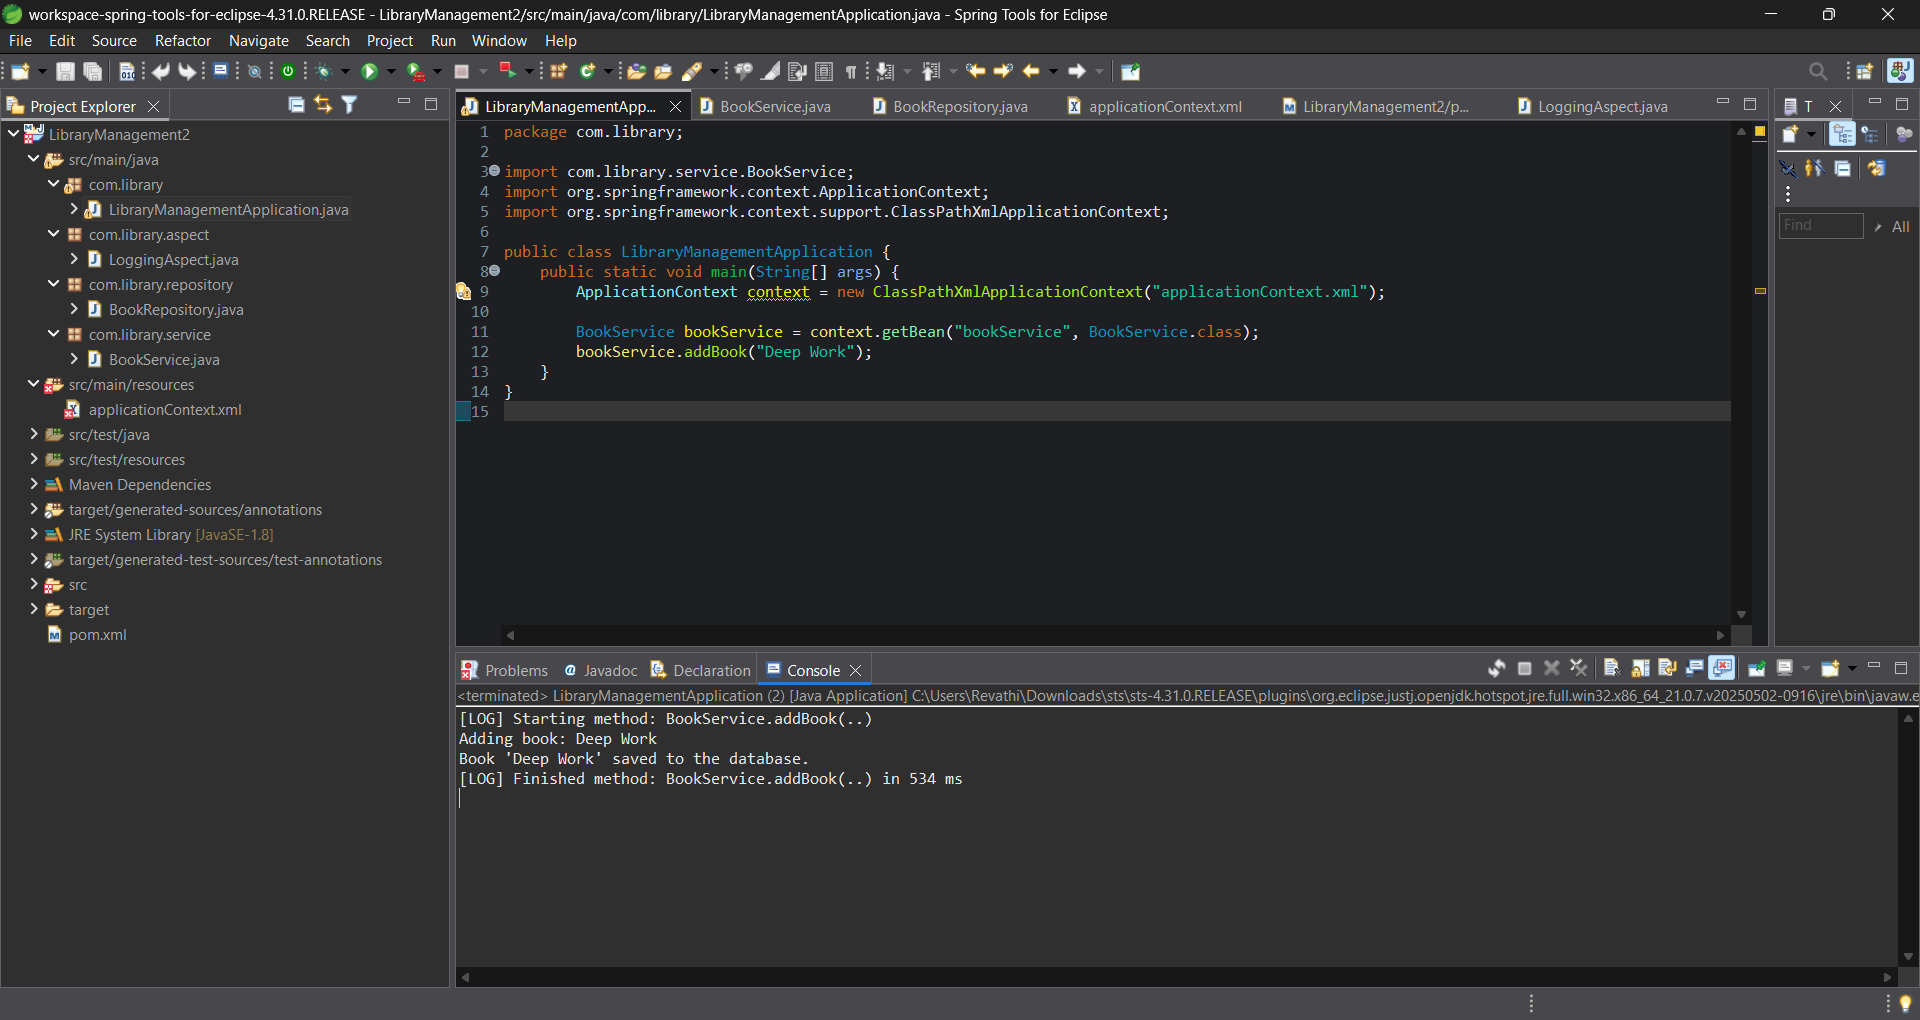 workspace-spring-tools-for-eclipse-4.31.0.RELEASE - LibraryManagement2/src/main/java/com/library/LibraryManagementApplication.java - Spring Tools for Eclipse
File Edit Source Refactor Navigate Search Project Run Window Help
Project Explorer
LibraryManagement2
src/main/java
com.library
LibraryManagementApplication.java
com.library.aspect
LoggingAspect.java
com.library.repository
BookRepository.java
com.library.service
BookService.java
src/main/resources
applicationContext.xml
src/test/java
src/test/resources
Maven Dependencies
target/generated-sources/annotations
JRE System Library [JavaSE-1.8]
target/generated-test-sources/test-annotations
src
target
pom.xml
LibraryManagementApp... BookService.java BookRepository.java applicationContext.xml LibraryManagement2/p... LoggingAspect.java
1 package com.library;
2
3 import com.library.service.BookService;
4 import org.springframework.context.ApplicationContext;
5 import org.springframework.context.support.ClassPathXmlApplicationContext;
6
7 public class LibraryManagementApplication {
8 public static void main(String[] args) {
9 ApplicationContext context = new ClassPathXmlApplicationContext("applicationContext.xml");
10
11 BookService bookService = context.getBean("bookService", BookService.class);
12 bookService.addBook("Deep Work");
13 }
14 }
15
T
Find All
Problems Javadoc Declaration Console
<terminated> LibraryManagementApplication (2) [Java Application] C:\Users\Revathi\Downloads\sts\sts-4.31.0.RELEASE\plugins\org.eclipse.justj.openjdk.hotspot.jre.full.win32.x86_64_21.0.7.v20250502-0916\jre\bin\javaw.e
[LOG] Starting method: BookService.addBook(..)
Adding book: Deep Work
Book 'Deep Work' saved to the database.
[LOG] Finished method: BookService.addBook(..) in 534 ms